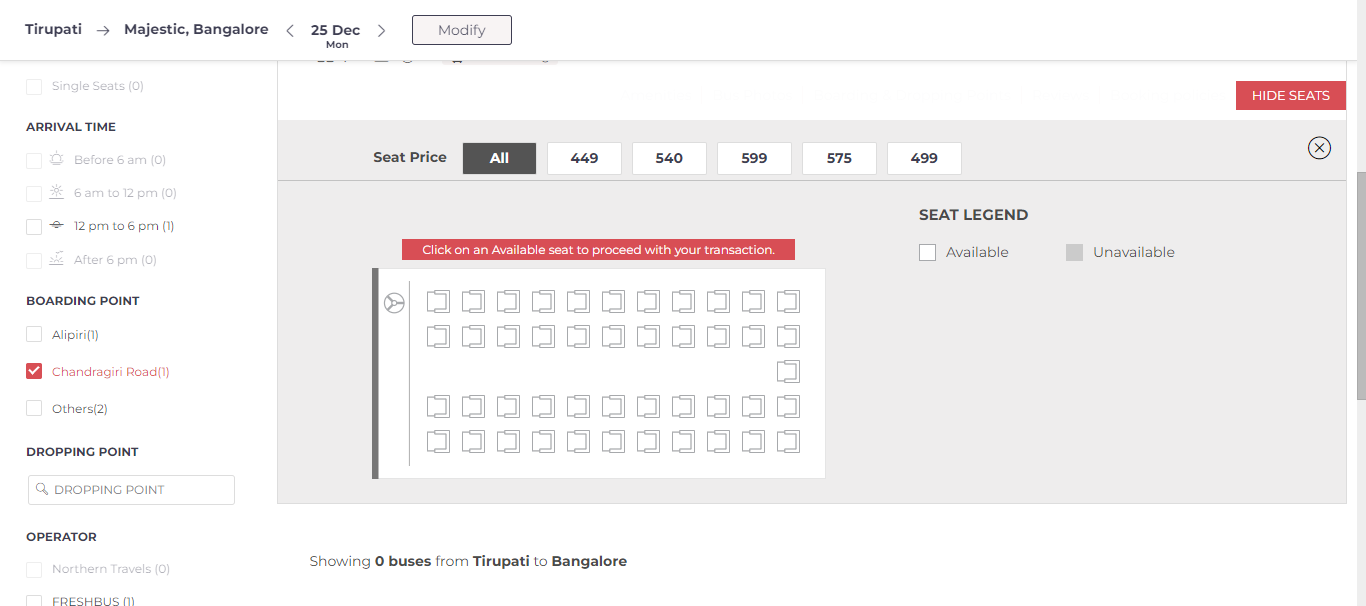 Tirupati → Majestic, Bangalore < 25 Dec > Modify
Mon
Single Seats (0)
HIDE SEATS
ARRIVAL TIME
Before 6 am (0)
6 am to 12 pm (0)
12 pm to 6 pm (1)
After 6 pm (0)
BOARDING POINT
Alipiri(1)
Chandragiri Road(1)
Others(2)
DROPPING POINT
DROPPING POINT
OPERATOR
Northern Travels (0)
FRESHBUS (1)
Seat Price All 449 540 599 575 499
SEAT LEGEND
Available Unavailable
Click on an Available seat to proceed with your transaction.
Showing 0 buses from Tirupati to Bangalore